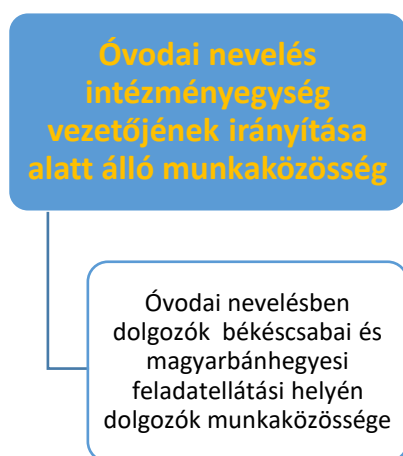 Óvodai nevelés
intézményegység
vezetőjének irányítása
alatt álló munkaközösség
Óvodai nevelésben
dolgozók békéscsabai és
magyarbánhegyesi
feladatellátási helyén
dolgozók munkaközössége